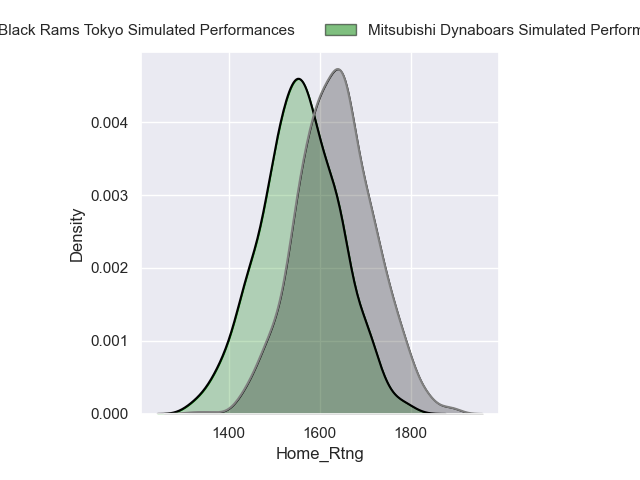 Black Rams Tokyo Simulated Performances
Mitsubishi Dynaboars Simulated Perform
0.004
0.003
0.002
0.001
0.000
Density
1400 1600 1800
Home_Rtng